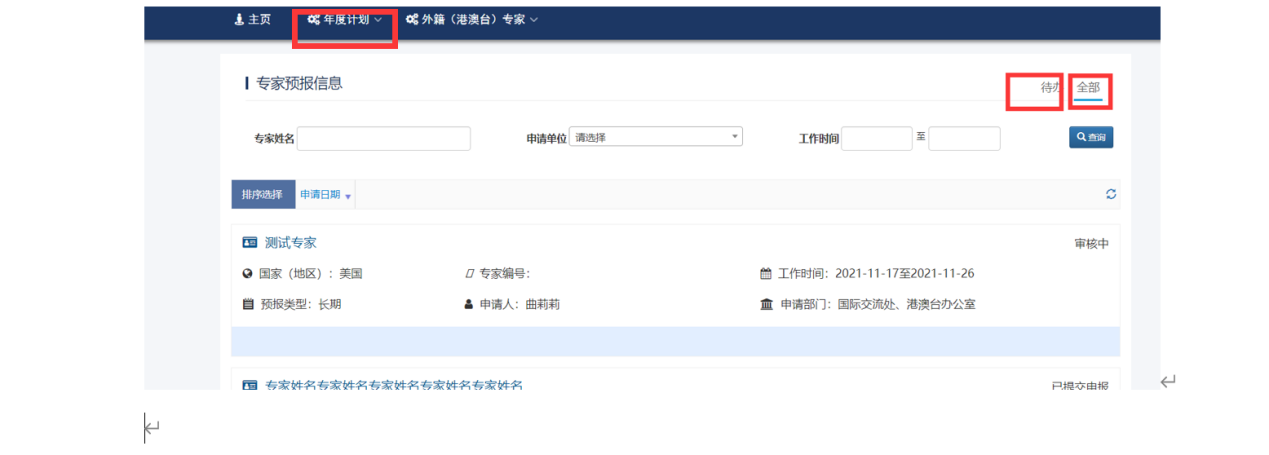 主页 年度计划 外籍（港澳台）专家
专家预报信息 待办 全部
专家姓名 申请单位 请选择 工作时间 至 查询
排序选择 申请日期
测试专家 审核中
国家（地区）：美国 专家编号： 工作时间：2021-11-17至2021-11-26
预报类型：长期 申请人：曲莉莉 申请部门：国际交流处、港澳台办公室
专家姓名专家姓名专家姓名专家姓名专家姓名 已提交申报